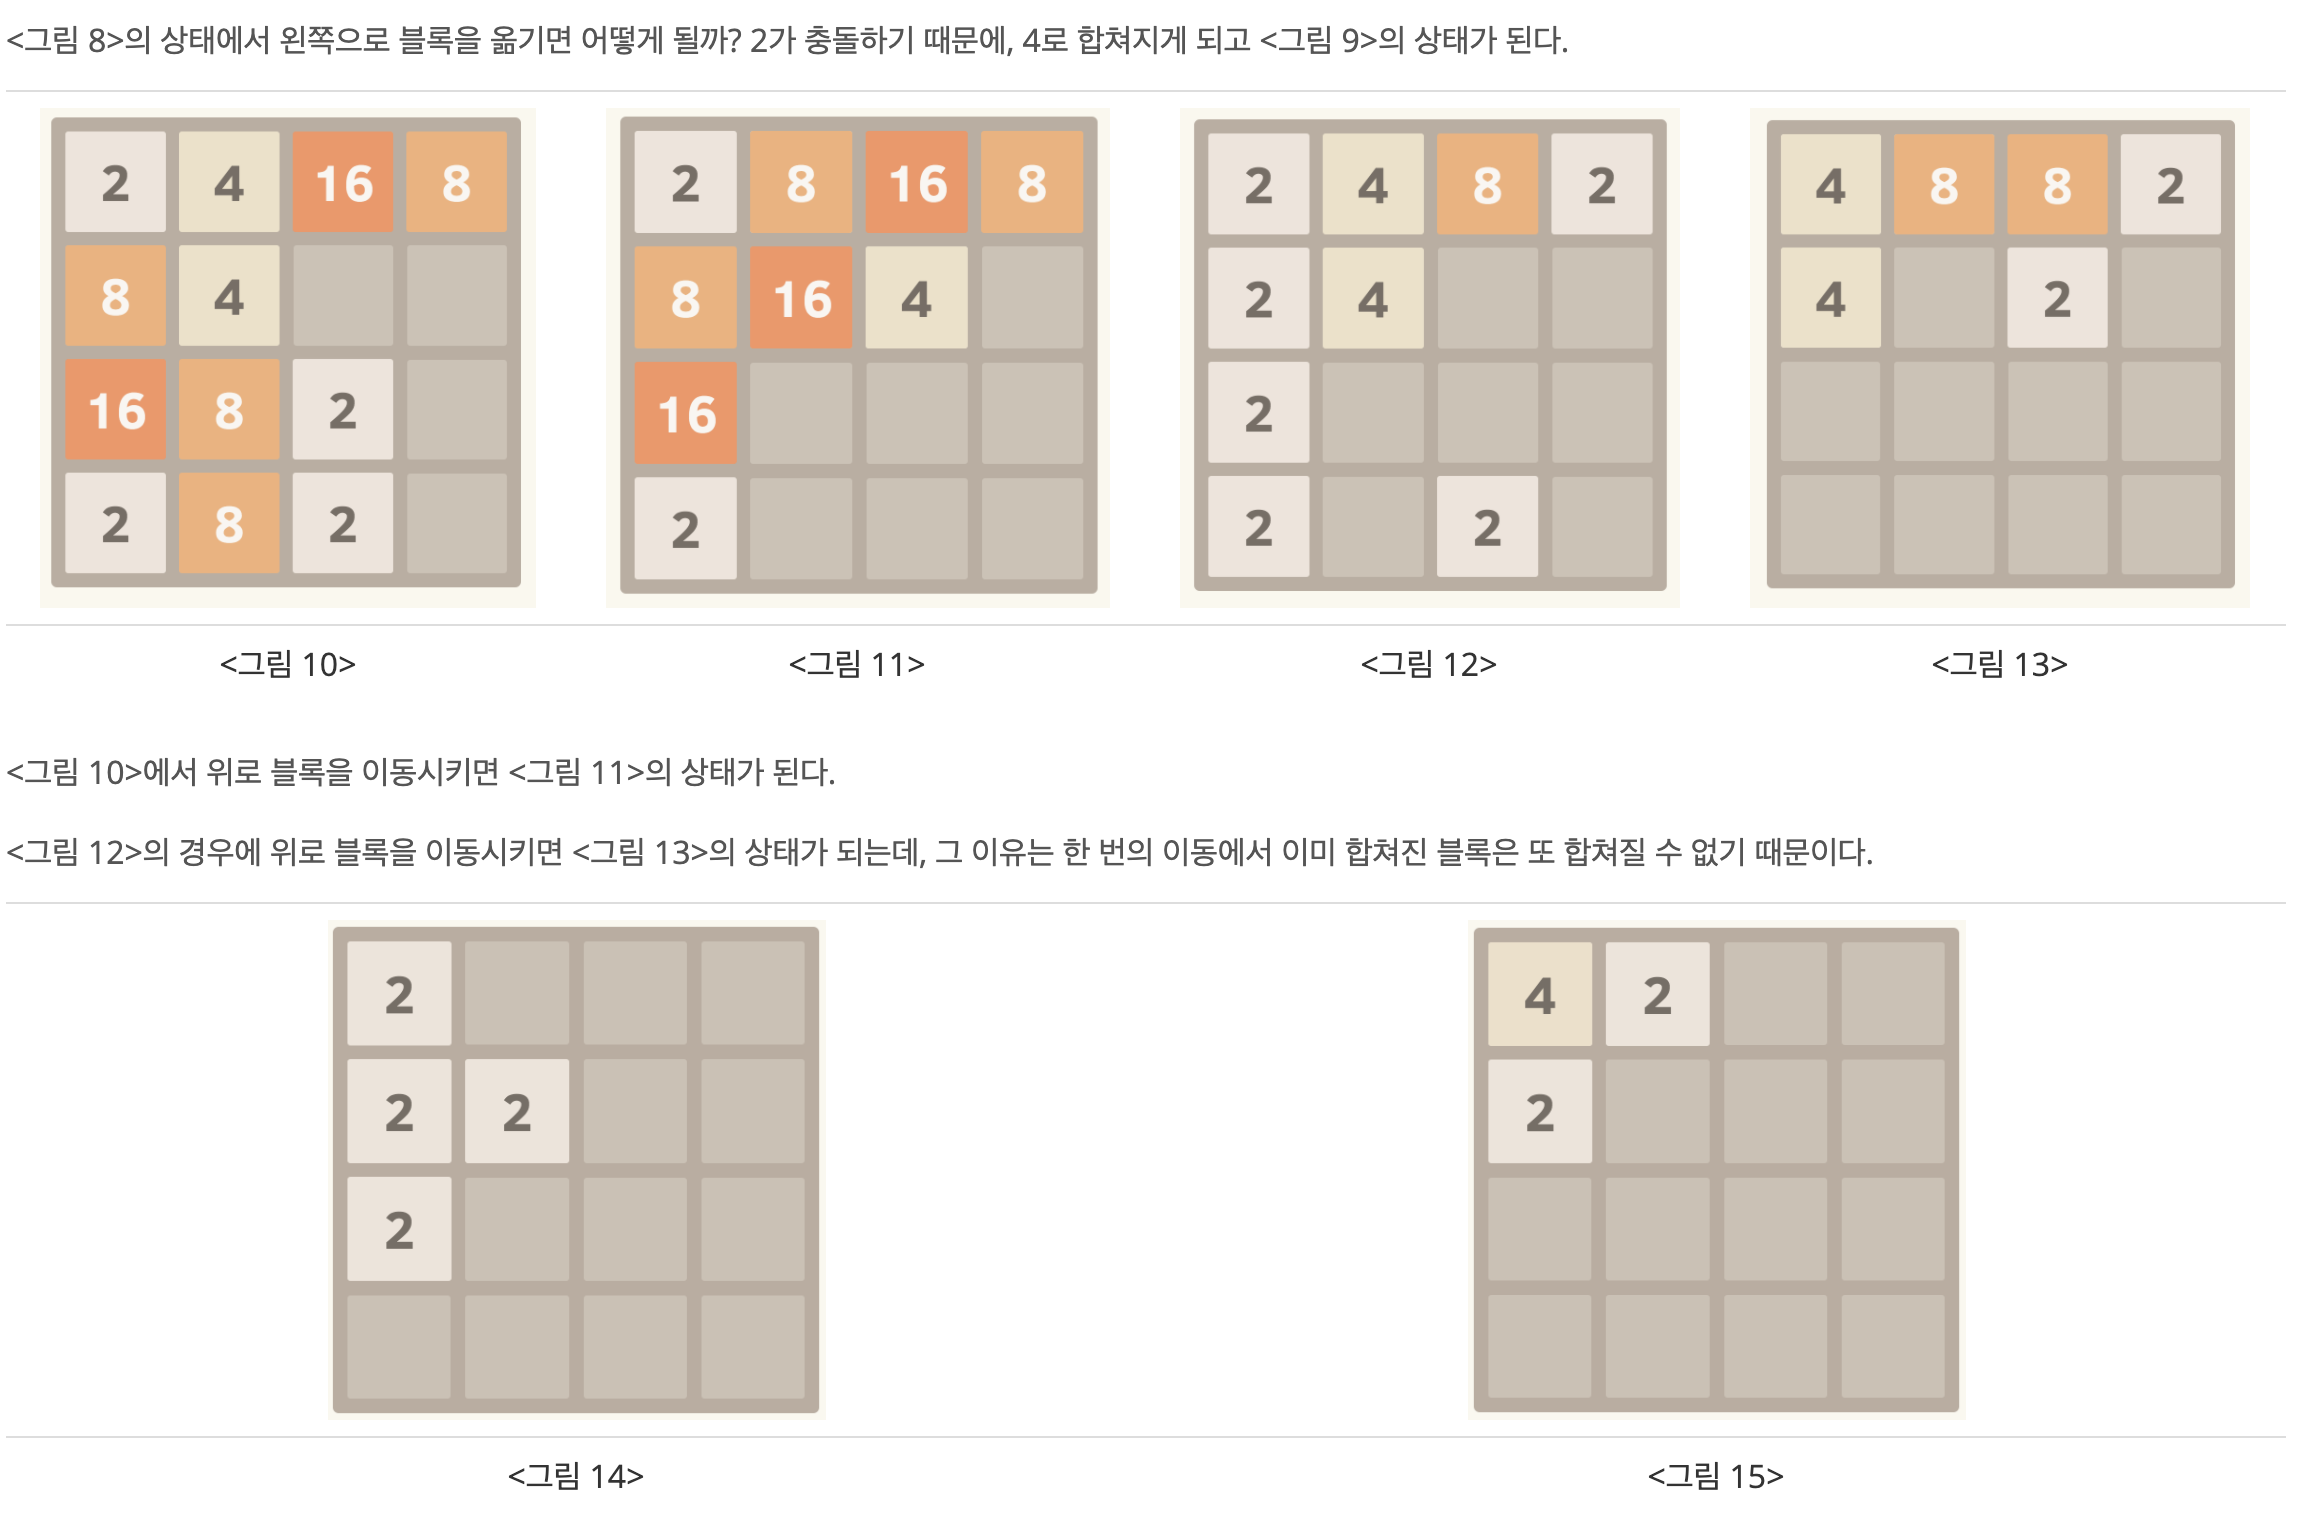 <그림 8>의 상태에서 왼쪽으로 블록을 옮기면 어떻게 될까? 2가 충돌하기 때문에, 4로 합쳐지게 되고 <그림 9>의 상태가 된다.
2 4 16 8
8 4
16 8 2
2 8 2
2 8 16 8
8 16 4
16
2
2 4 8 2
2 4
2
2 2
4 8 8 2
4 2
<그림 10> <그림 11> <그림 12> <그림 13>
<그림 10>에서 위로 블록을 이동시키면 <그림 11>의 상태가 된다.
<그림 12>의 경우에 위로 블록을 이동시키면 <그림 13>의 상태가 되는데, 그 이유는 한 번의 이동에서 이미 합쳐진 블록은 또 합쳐질 수 없기 때문이다.
2
2 2
2
4 2
2
<그림 14> <그림 15>